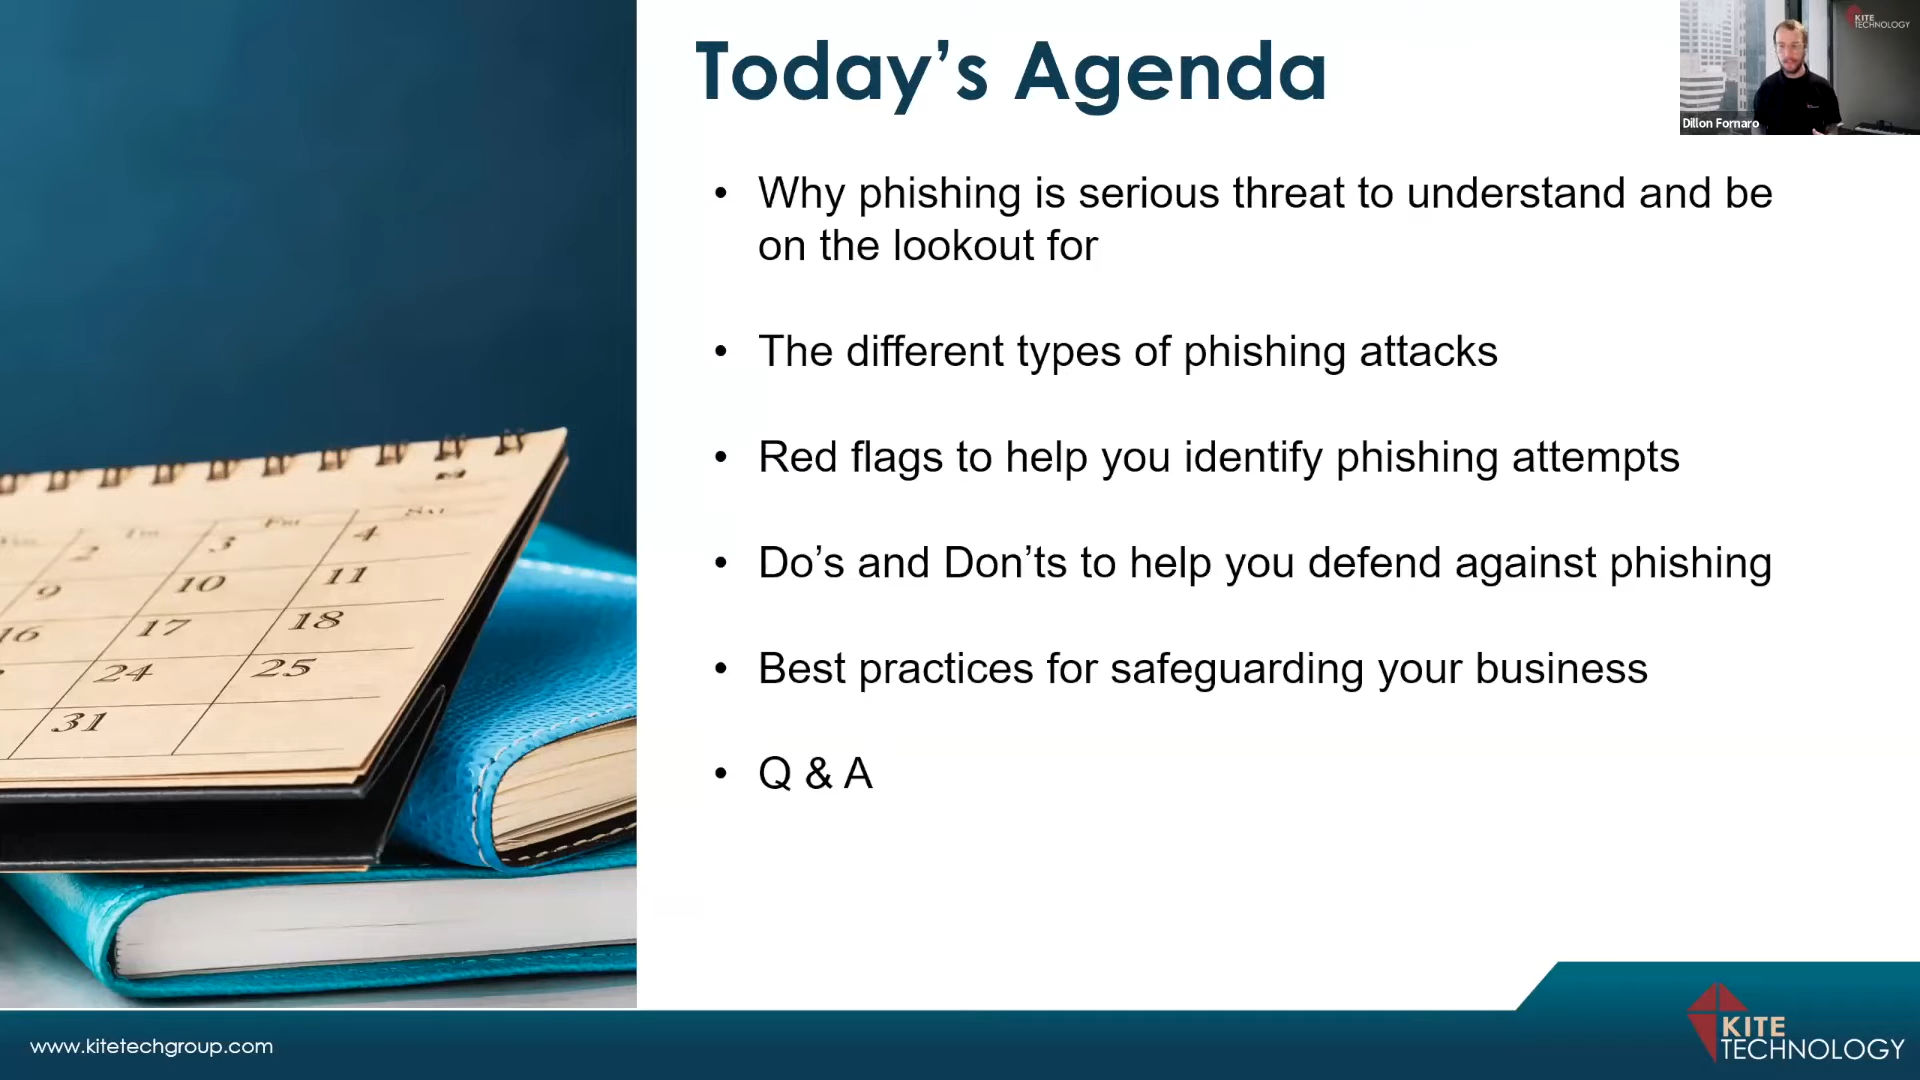 Today’s Agenda
KITE
TECHNOLOGY
Dillon Fornaro
• Why phishing is serious threat to understand and be
on the lookout for
• The different types of phishing attacks
• Red flags to help you identify phishing attempts
• Do’s and Don’ts to help you defend against phishing
• Best practices for safeguarding your business
• Q & A
Fri
2 3 4
9 10 11
16 17 18
24 25
31
www.kitetechgroup.com
KITE
TECHNOLOGY